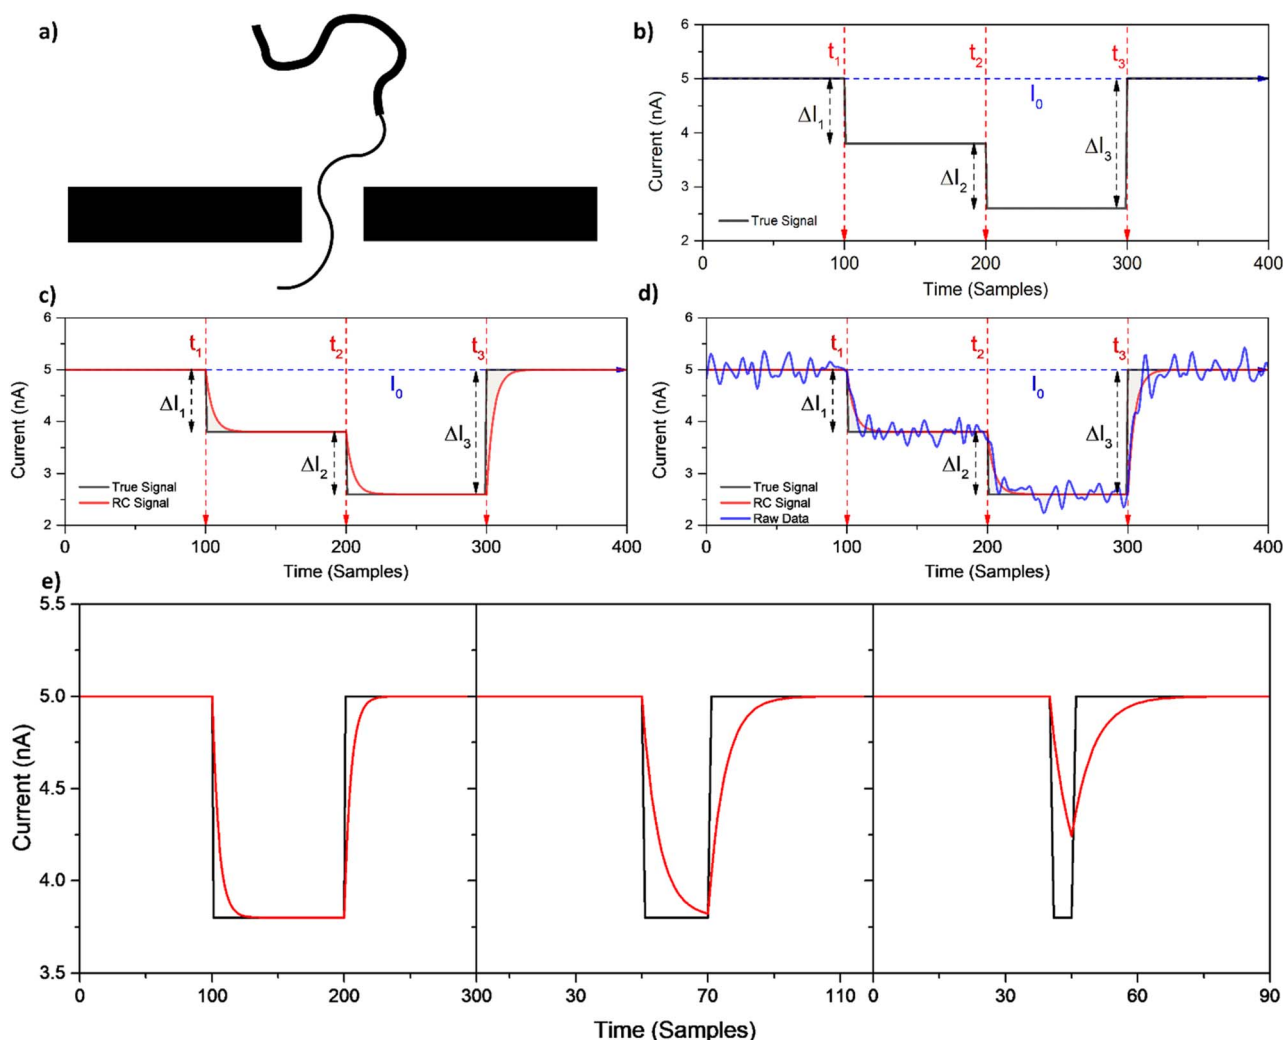 a)
b)
6
5
4
3
2
Current (nA)
t1
t2
t3
I0
ΔI1
ΔI2
ΔI3
True Signal
0
100
200
300
400
Time (Samples)
c)
6
5
4
3
2
Current (nA)
t1
t2
t3
I0
ΔI1
ΔI2
ΔI3
True Signal
RC Signal
0
100
200
300
400
Time (Samples)
d)
6
5
4
3
2
Current (nA)
t1
t2
t3
I0
ΔI1
ΔI2
ΔI3
True Signal
RC Signal
Raw Data
0
100
200
300
400
Time (Samples)
e)
5.5
5.0
4.5
4.0
3.5
Current (nA)
0
100
200
300
30
70
110
0
30
60
90
Time (Samples)